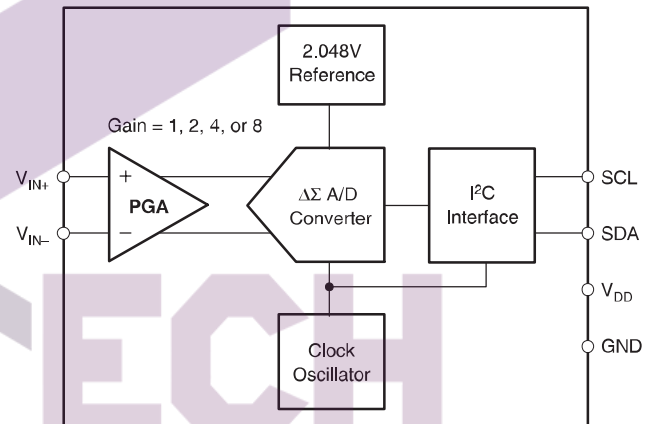 2.048V
Reference
Gain = 1, 2, 4, or 8
V_IN+
+
PGA
ΔΣ A/D
Converter
I²C
Interface
SCL
V_IN–
–
SDA
V_DD
GND
Clock
Oscillator
ECH